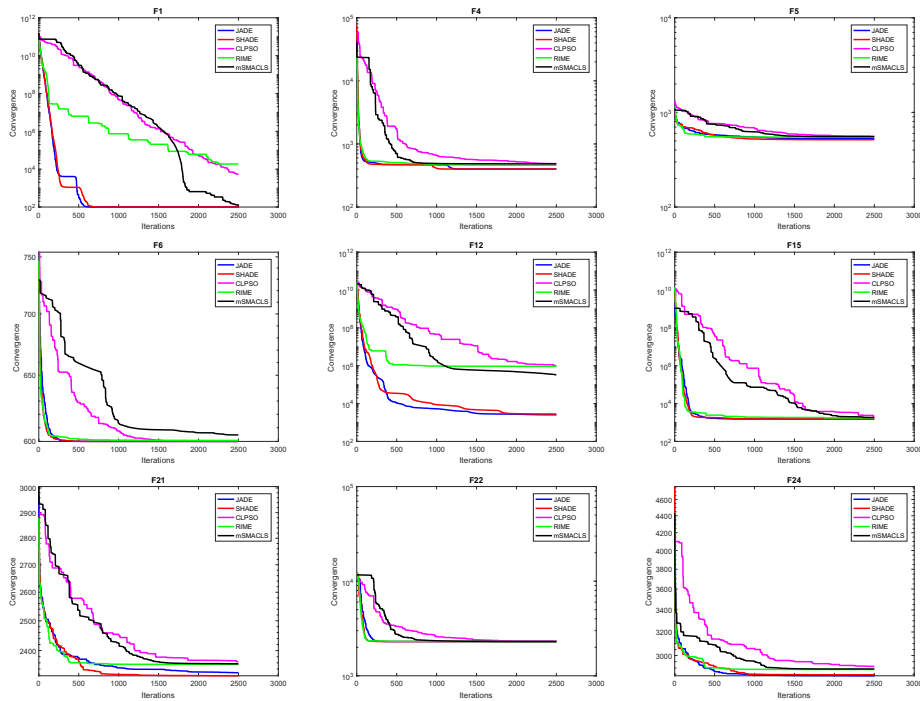 F1
Convergence
10^12
10^10
10^8
10^6
10^4
10^2
0 500 1000 1500 2000 2500 3000
Iterations
JADE
SHADE
CLPSO
RIME
mSMACLS
F4
Convergence
10^5
10^4
10^3
10^2
0 500 1000 1500 2000 2500 3000
Iterations
JADE
SHADE
CLPSO
RIME
mSMACLS
F5
Convergence
10^4
10^3
10^2
0 500 1000 1500 2000 2500 3000
Iterations
JADE
SHADE
CLPSO
RIME
mSMACLS
F6
Convergence
750
700
650
600
0 500 1000 1500 2000 2500 3000
Iterations
JADE
SHADE
CLPSO
RIME
mSMACLS
F12
Convergence
10^12
10^10
10^8
10^6
10^4
10^2
0 500 1000 1500 2000 2500 3000
Iterations
JADE
SHADE
CLPSO
RIME
mSMACLS
F15
Convergence
10^12
10^10
10^8
10^6
10^4
10^2
0 500 1000 1500 2000 2500 3000
Iterations
JADE
SHADE
CLPSO
RIME
mSMACLS
F21
Convergence
3000
2900
2800
2700
2600
2500
2400
0 500 1000 1500 2000 2500 3000
Iterations
JADE
SHADE
CLPSO
RIME
mSMACLS
F22
Convergence
10^5
10^4
10^3
0 500 1000 1500 2000 2500 3000
Iterations
JADE
SHADE
CLPSO
RIME
mSMACLS
F24
Convergence
4600
4400
4200
4000
3800
3600
3400
3200
3000
0 500 1000 1500 2000 2500 3000
Iterations
JADE
SHADE
CLPSO
RIME
mSMACLS